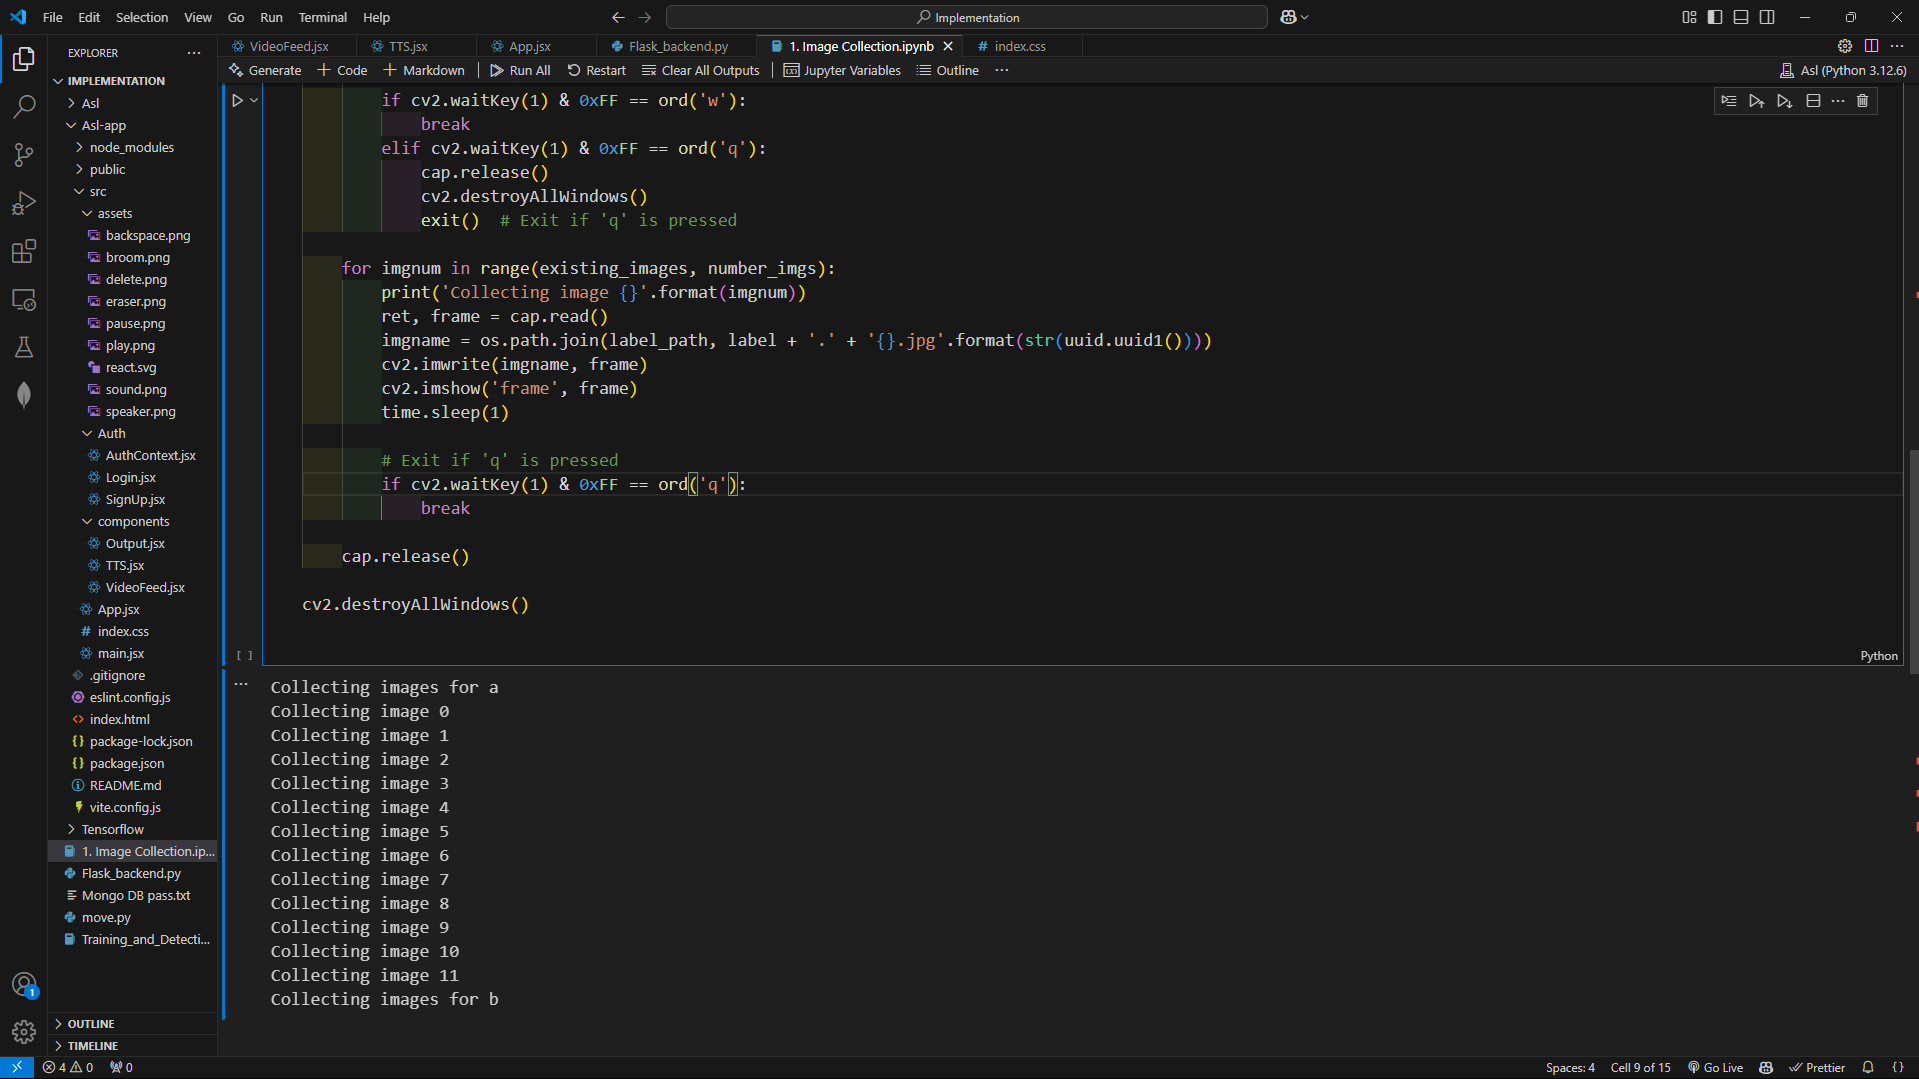 File Edit Selection View Go Run Terminal Help
Implementation
EXPLORER
VideoFeed.jsx
TTS.jsx
App.jsx
Flask_backend.py
1. Image Collection.ipynb
# index.css
Generate
Code
Markdown
Run All
Restart
Clear All Outputs
Jupyter Variables
Outline
Asl (Python 3.12.6)
IMPLEMENTATION
Asl
Asl-app
node_modules
public
src
assets
backspace.png
broom.png
delete.png
eraser.png
pause.png
play.png
react.svg
sound.png
speaker.png
Auth
AuthContext.jsx
Login.jsx
SignUp.jsx
components
Output.jsx
TTS.jsx
VideoFeed.jsx
App.jsx
# index.css
main.jsx
.gitignore
eslint.config.js
<> index.html
{} package-lock.json
{} package.json
README.md
vite.config.js
Tensorflow
1. Image Collection.ip...
Flask_backend.py
Mongo DB pass.txt
move.py
Training_and_Detecti...
OUTLINE
TIMELINE
if cv2.waitKey(1) & 0xFF == ord('w'):
break
elif cv2.waitKey(1) & 0xFF == ord('q'):
cap.release()
cv2.destroyAllWindows()
exit()  # Exit if 'q' is pressed
for imgnum in range(existing_images, number_imgs):
print('Collecting image {}'.format(imgnum))
ret, frame = cap.read()
imgname = os.path.join(label_path, label + '.' + '{}.jpg'.format(str(uuid.uuid1())))
cv2.imwrite(imgname, frame)
cv2.imshow('frame', frame)
time.sleep(1)
# Exit if 'q' is pressed
if cv2.waitKey(1) & 0xFF == ord('q'):
break
cap.release()
cv2.destroyAllWindows()
[ ]
Python
Collecting images for a
Collecting image 0
Collecting image 1
Collecting image 2
Collecting image 3
Collecting image 4
Collecting image 5
Collecting image 6
Collecting image 7
Collecting image 8
Collecting image 9
Collecting image 10
Collecting image 11
Collecting images for b
1
4 0 0
Spaces: 4
Cell 9 of 15
Go Live
Prettier
{}